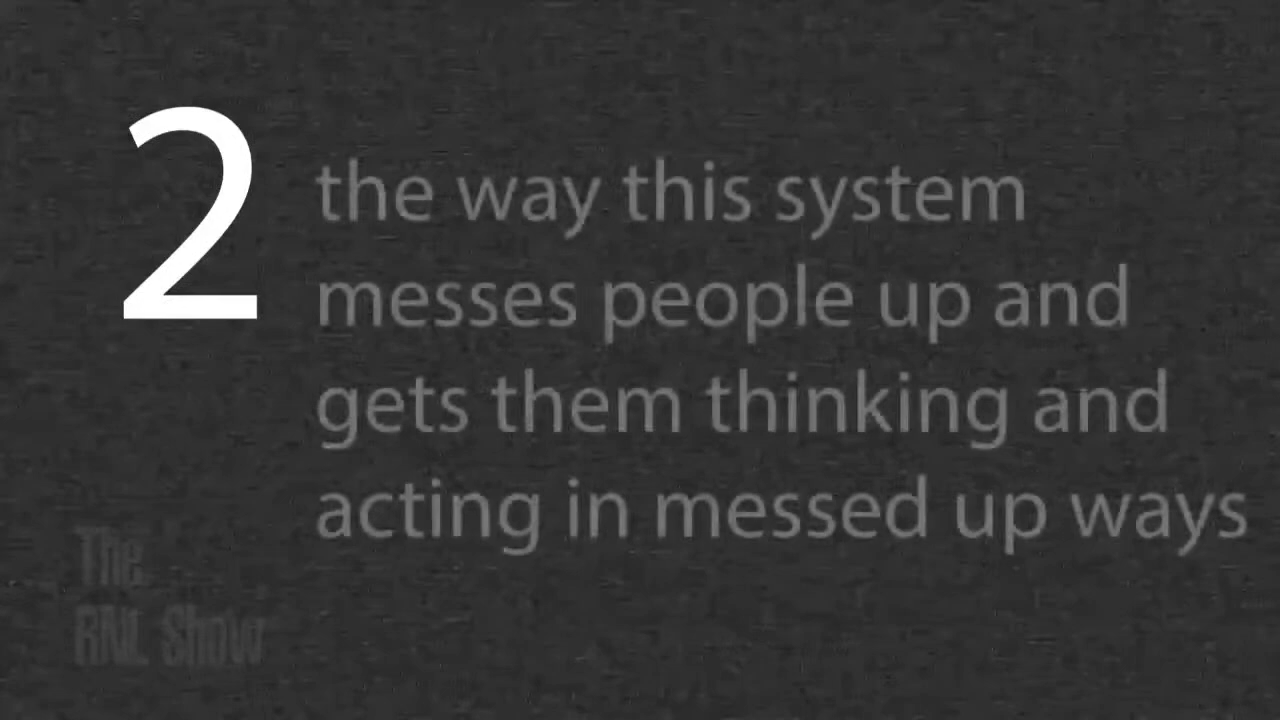 2
the way this system
messes people up and
gets them thinking and
acting in messed up ways
The
RNL Show